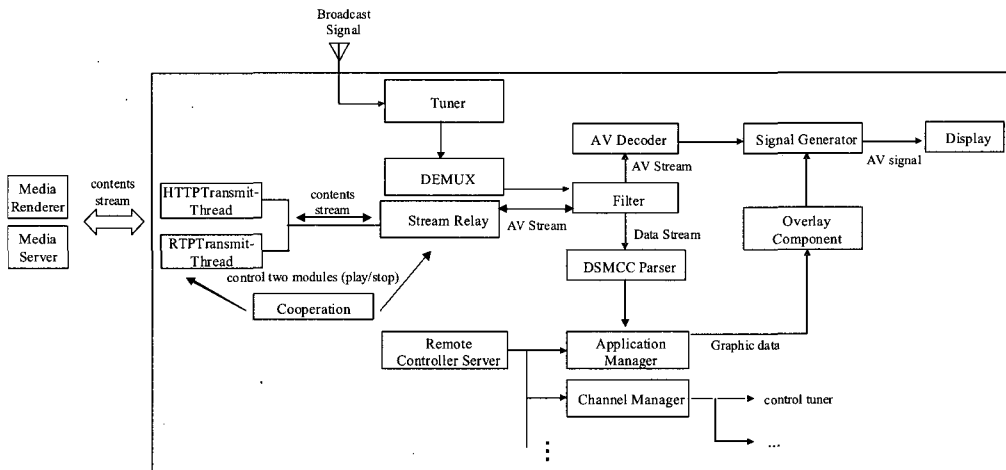 Broadcast
Signal
Tuner
AV Decoder
Signal Generator
Display
AV signal
AV Stream
DEMUX
Media
Renderer
contents
stream
HTTPTransmit-
Thread
contents
stream
Stream Relay
AV Stream
Filter
Overlay
Component
Media
Server
RTPTransmit-
Thread
Data Stream
DSMCC Parser
control two modules (play/stop)
Cooperation
Remote
Controller Server
Application
Manager
Graphic data
Channel Manager
control tuner
...